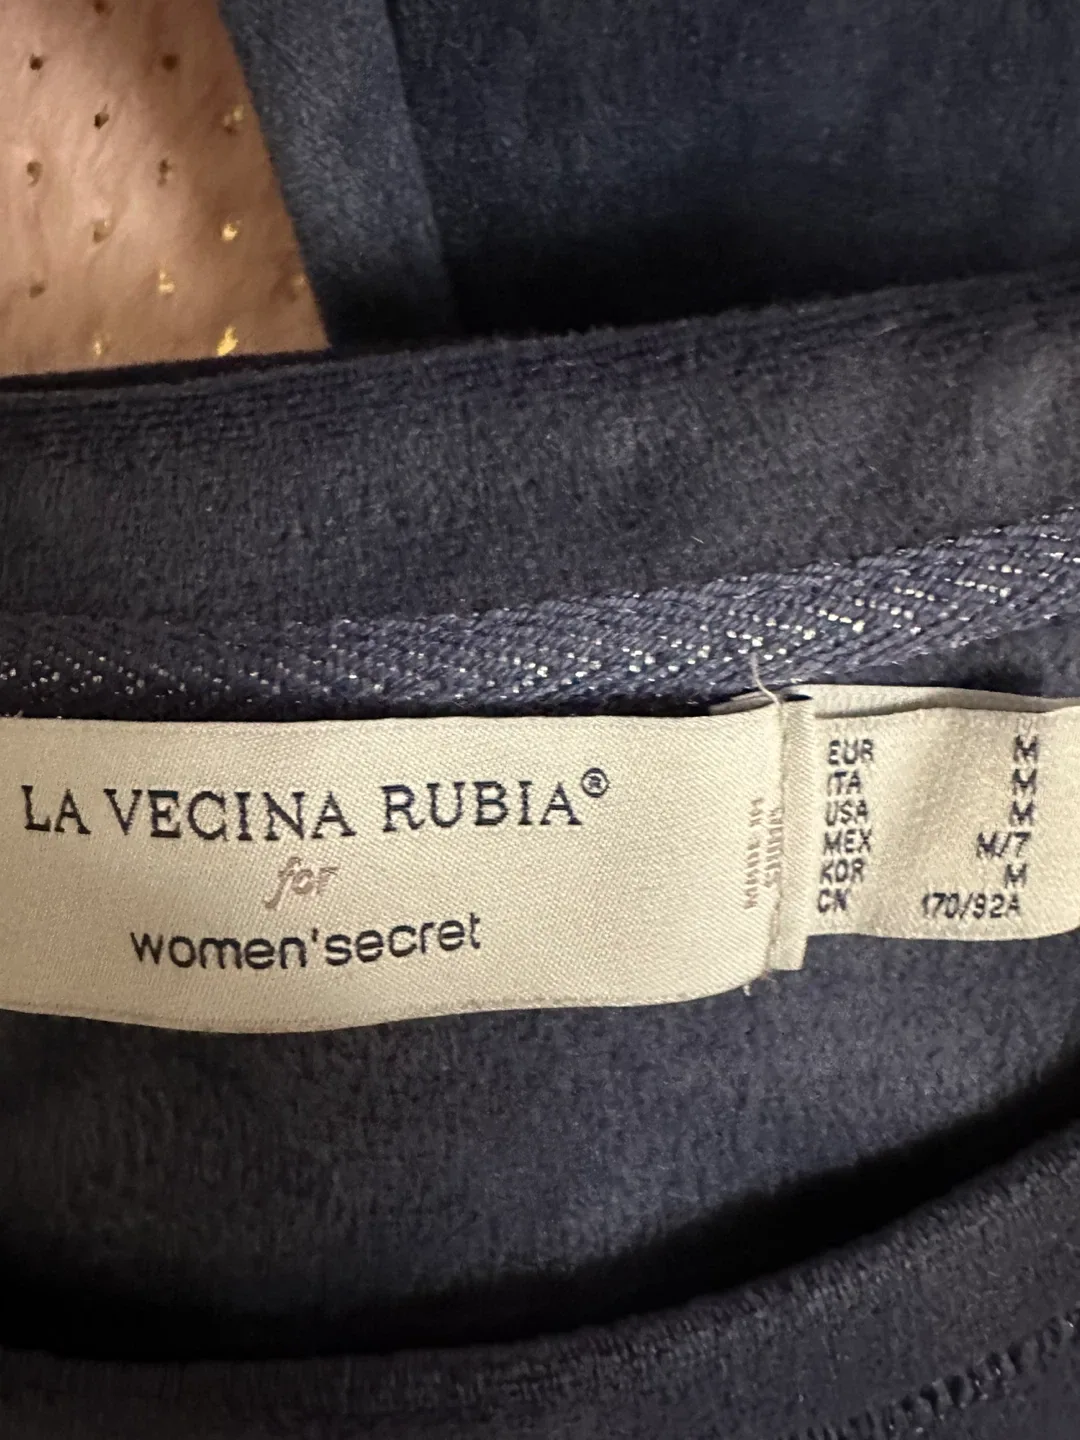 LA VECINA RUBIA®
for
women'secret
EUR M
ITA M
USA M
MEX M/7
KOR M
CN 170/92A